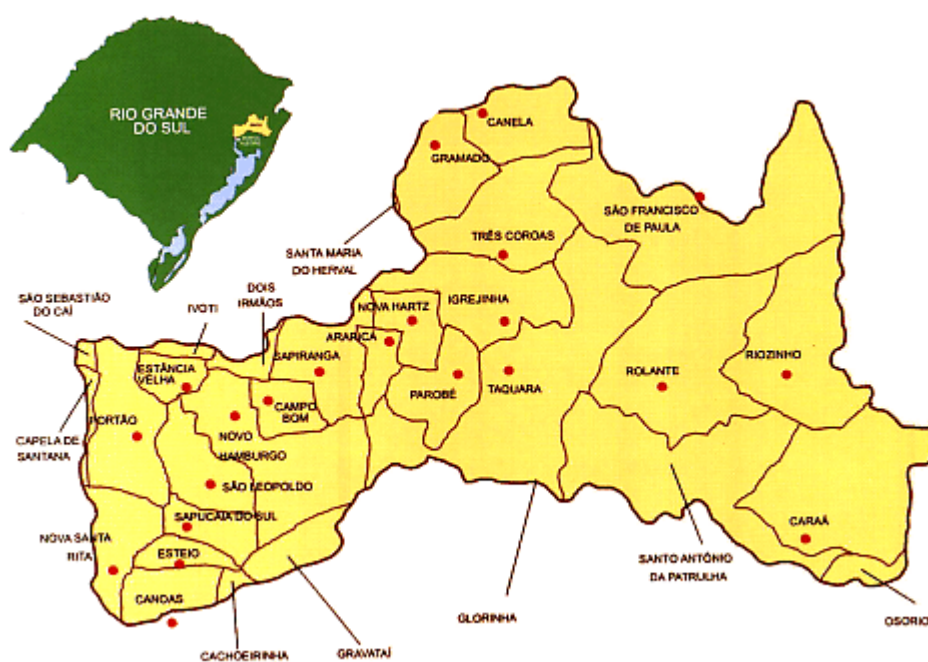 RIO GRANDE
DO SUL
CANELA
GRAMADO
SÃO FRANCISCO
DE PAULA
TRÊS COROAS
SANTA MARIA
DO HERVAL
DOIS
IRMÃOS
SÃO SEBASTIÃO
DO CAÍ
IVOTI
NOVA HARTZ
IGREJINHA
ARARICA
SAPIRANGA
ESTÂNCIA
VELHA
RIOZINHO
ROLANTE
PAROBÉ
TAQUARA
CAMPO
BOM
PORTÃO
NOVO
HAMBURGO
CAPELA DE
SANTANA
SÃO LEOPOLDO
SAPUCAIA DO SUL
CARAÁ
NOVA SANTA
RITA
ESTEIO
SANTO ANTÔNIO
DA PATRULHA
CANOAS
GLORINHA
OSORIO
CACHOEIRINHA
GRAVATAÍ